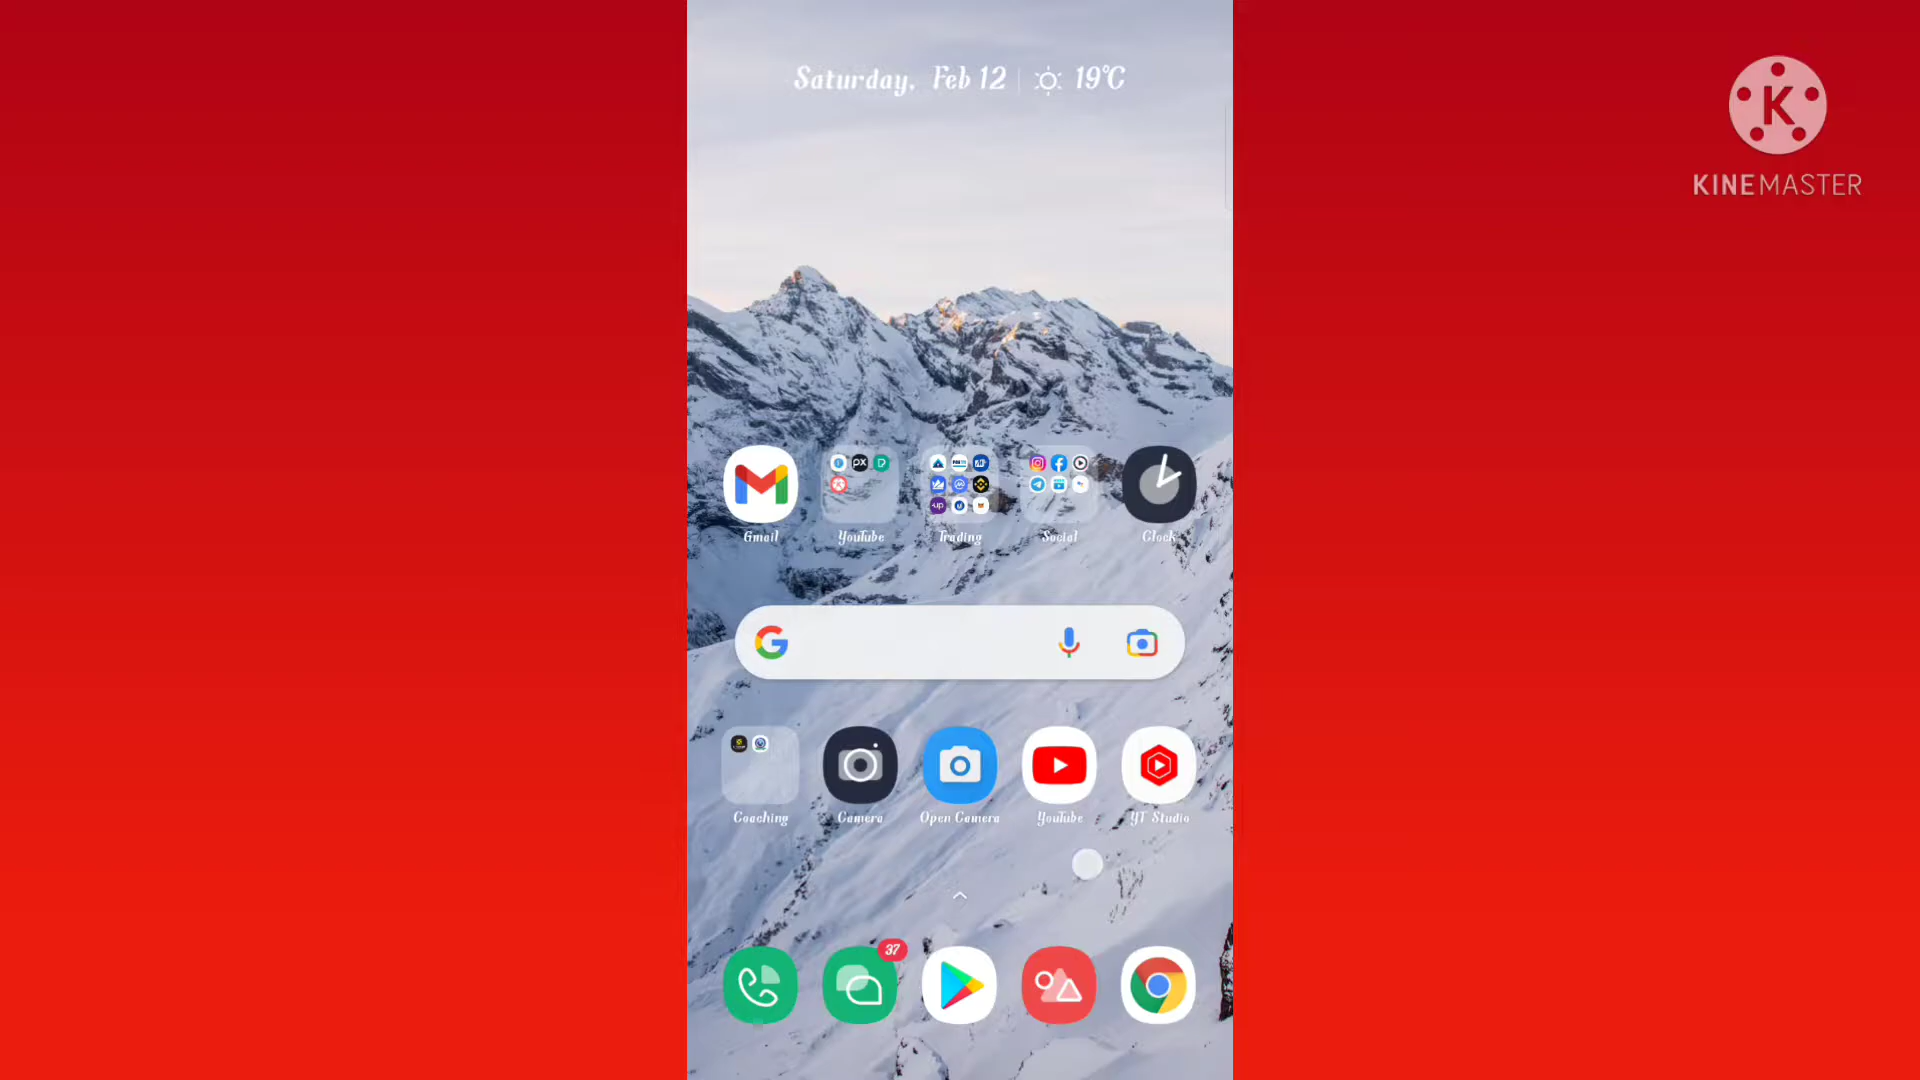 Saturday, Feb 12 19°C
KINEMASTER
Gmail YouTube Trading Social Clock
Coaching Camera Open Camera YouTube YT Studio
37